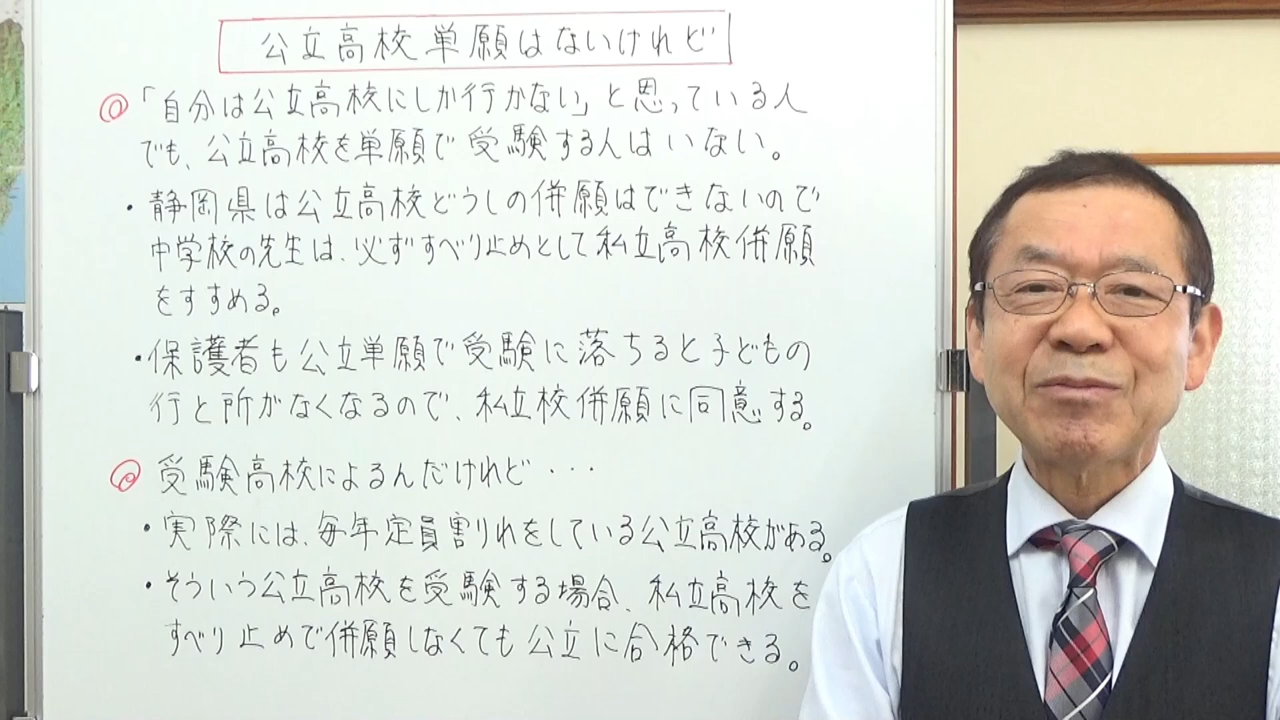 公立高校単願はないけれど
◎「自分は公立高校にしか行かない」と思っている人
でも、公立高校を単願で受験する人はいない。
・静岡県は公立高校どうしの併願はできないので
中学校の先生は、必ずすべり止めとして私立高校併願
をすすめる。
・保護者も公立単願で受験に落ちると子どもの
行と所がなくなるので、私立校併願に同意する。
◎受験高校によるんだけれど・・・
・実際には、毎年定員割れをしている公立高校がある。
・そういう公立高校を受験する場合、私立高校を
すべり止めで併願しなくても公立に合格できる。